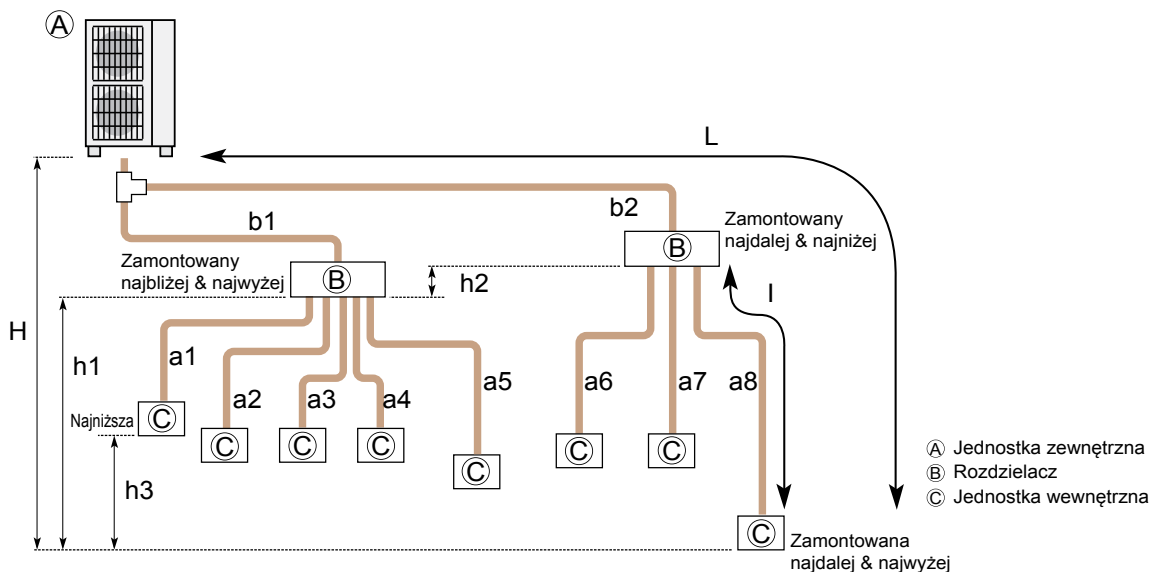 A
L
b2
b1
Zamontowany
najdalej & najniżej
B
Zamontowany
najbliżej & najwyżej
B
h2
l
H
h1
a1
a2
a3
a4
a5
a6
a7
a8
Najniższa
C
C
C
C
C
C
C
h3
C
Zamontowana
najdalej & najwyżej
A Jednostka zewnętrzna
B Rozdzielacz
C Jednostka wewnętrzna